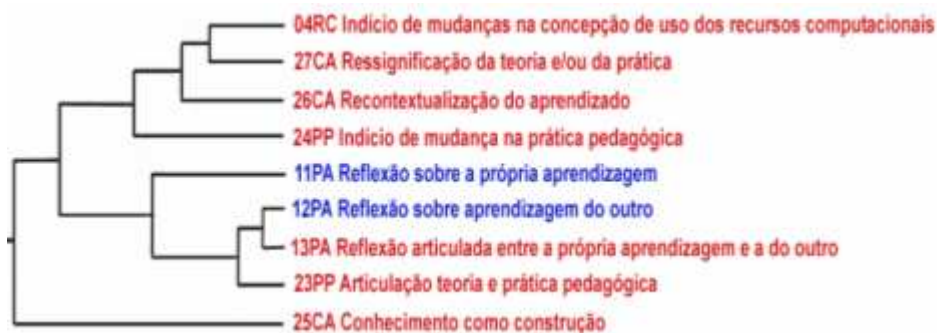 04RC Indício de mudanças na concepção de uso dos recursos computacionais
27CA Ressignificação da teoria e/ou da prática
26CA Recontextualização do aprendizado
24PP Indício de mudança na prática pedagógica
11PA Reflexão sobre a própria aprendizagem
12PA Reflexão sobre aprendizagem do outro
13PA Reflexão articulada entre a própria aprendizagem e a do outro
23PP Articulação teoria e prática pedagógica
25CA Conhecimento como construção